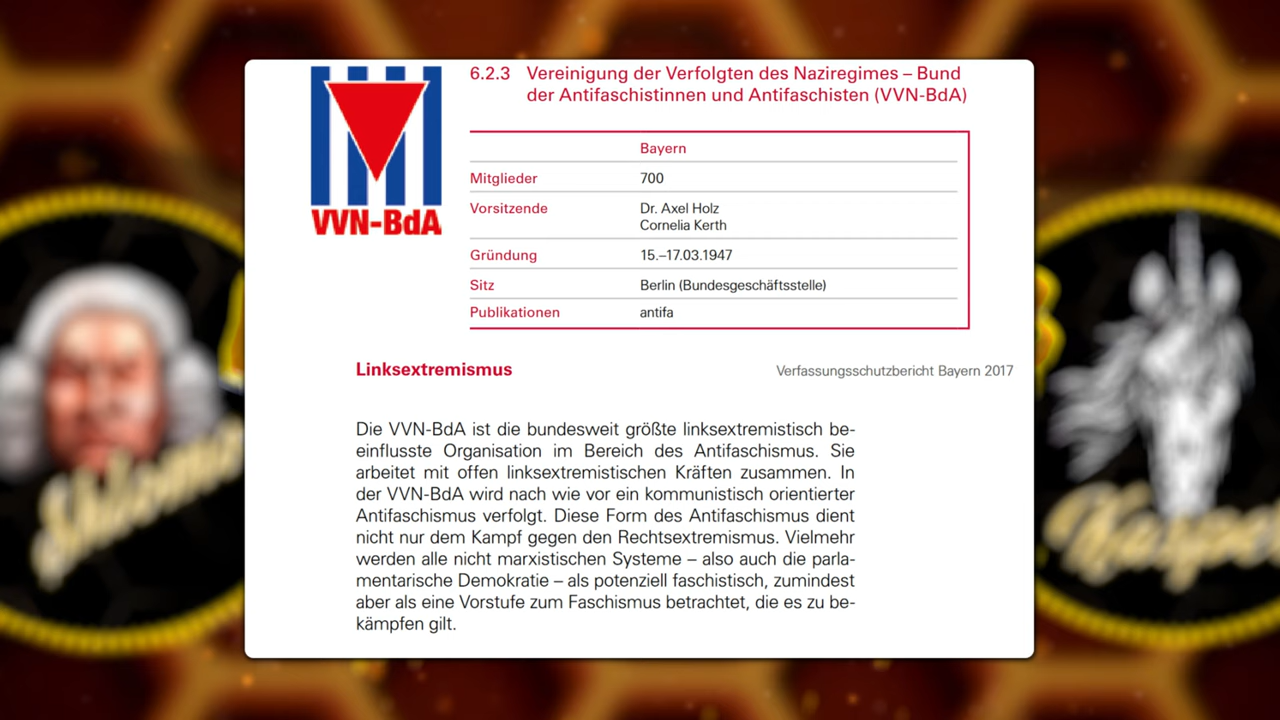 6.2.3 Vereinigung der Verfolgten des Naziregimes – Bund
der Antifaschistinnen und Antifaschisten (VVN-BdA)
VVN-BdA
Bayern
Mitglieder 700
Vorsitzende Dr. Axel Holz
Cornelia Kerth
Gründung 15.–17.03.1947
Sitz Berlin (Bundesgeschäftsstelle)
Publikationen antifa
Linksextremismus Verfassungsschutzbericht Bayern 2017
Die VVN-BdA ist die bundesweit größte linksextremistisch be-
einflusste Organisation im Bereich des Antifaschismus. Sie
arbeitet mit offen linksextremistischen Kräften zusammen. In
der VVN-BdA wird nach wie vor ein kommunistisch orientierter
Antifaschismus verfolgt. Diese Form des Antifaschismus dient
nicht nur dem Kampf gegen den Rechtsextremismus. Vielmehr
werden alle nicht marxistischen Systeme – also auch die parla-
mentarische Demokratie – als potenziell faschistisch, zumindest
aber als eine Vorstufe zum Faschismus betrachtet, die es zu be-
kämpfen gilt.
Shlomo